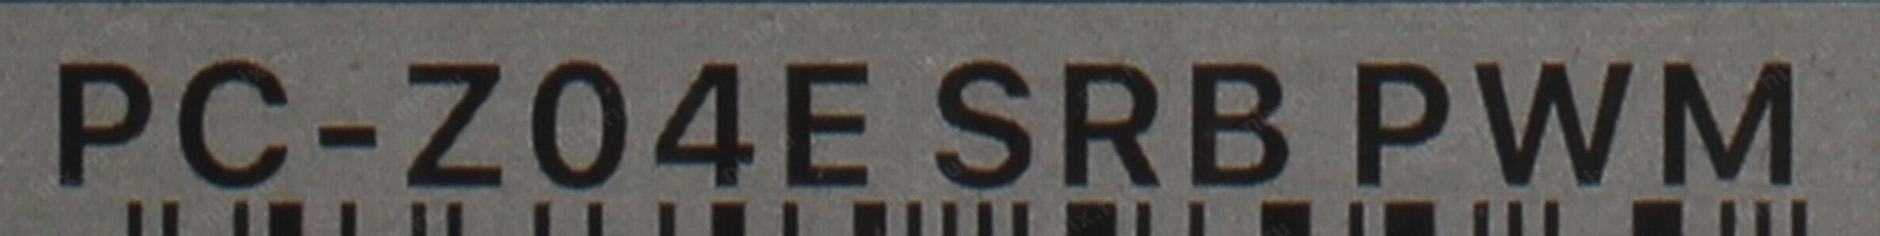 PC-Z04E SRB PWM